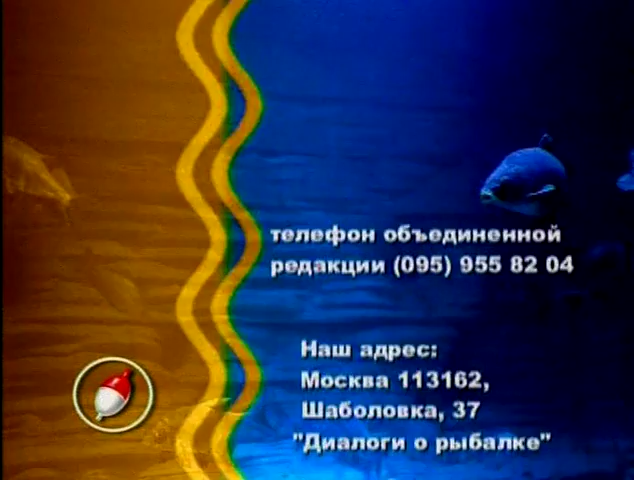 телефон объединенной
редакции (095) 955 82 04
Наш адрес:
Москва 113162,
Шаболовка, 37
"Диалоги о рыбалке"